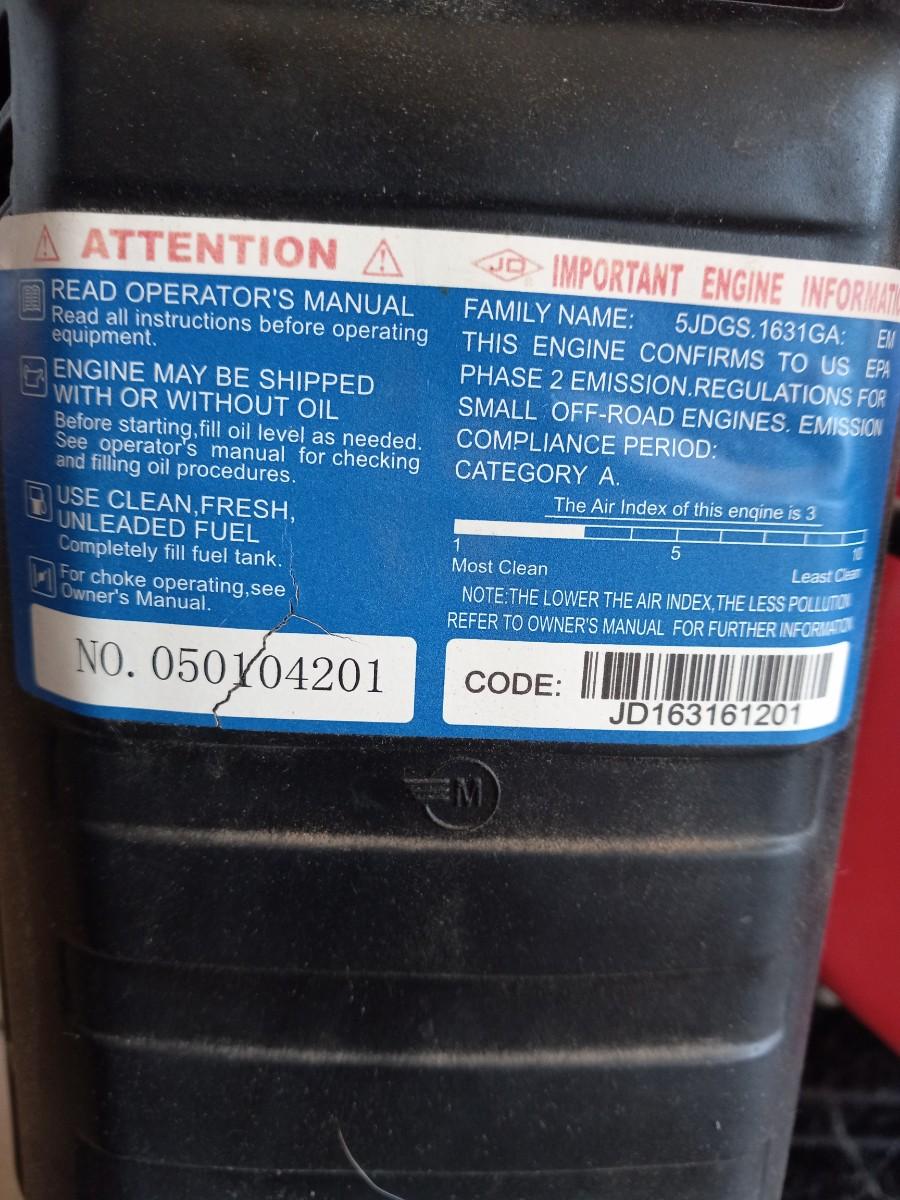 ATTENTION
READ OPERATOR'S MANUAL
Read all instructions before operating
equipment.
ENGINE MAY BE SHIPPED
WITH OR WITHOUT OIL
Before starting,fill oil level as needed.
See operator's manual for checking
and filling oil procedures.
USE CLEAN,FRESH,
UNLEADED FUEL
Completely fill fuel tank.
For choke operating,see
Owner's Manual.
NO. 050104201
JD IMPORTANT ENGINE INFORMATIO
FAMILY NAME: 5JDGS.1631GA: EM
THIS ENGINE CONFIRMS TO US EPA
PHASE 2 EMISSION.REGULATIONS FOR
SMALL OFF-ROAD ENGINES. EMISSION
COMPLIANCE PERIOD:
CATEGORY A.
The Air Index of this engine is 3
1 5 10
Most Clean Least Clean
NOTE:THE LOWER THE AIR INDEX,THE LESS POLLUTION
REFER TO OWNER'S MANUAL FOR FURTHER INFORMATION
CODE:
JD163161201
M